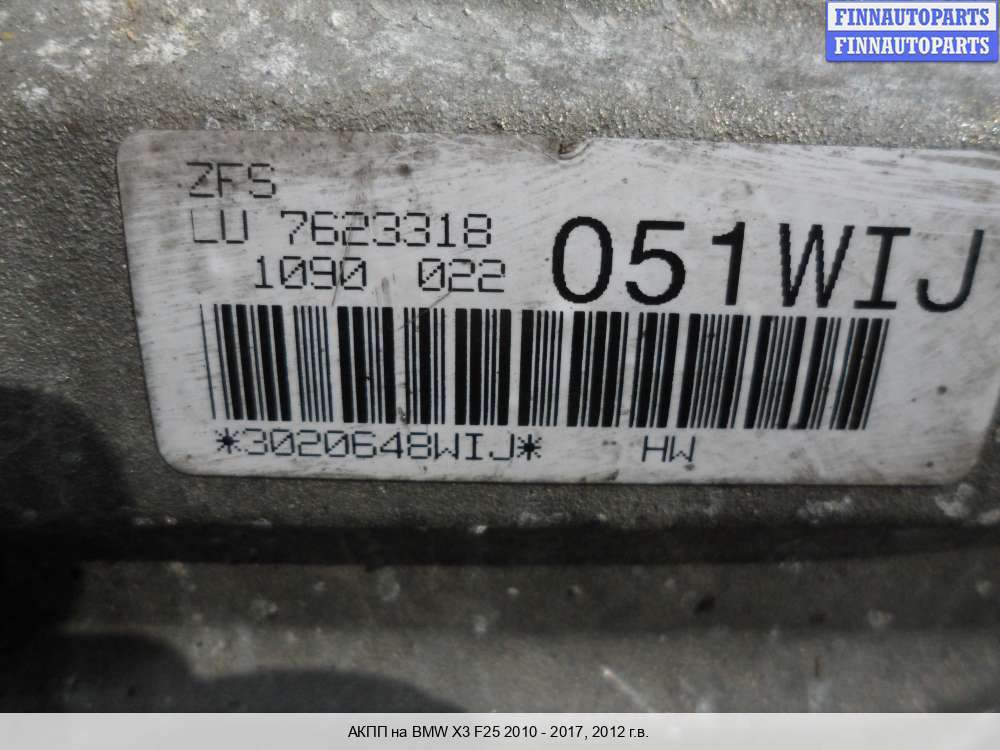 FINNAUTOPARTS
FINNAUTOPARTS
ZFS
LU 7623318
1090 022
051WIJ
*3020648WIJ* HW
АКПП на BMW X3 F25 2010 - 2017, 2012 г.в.